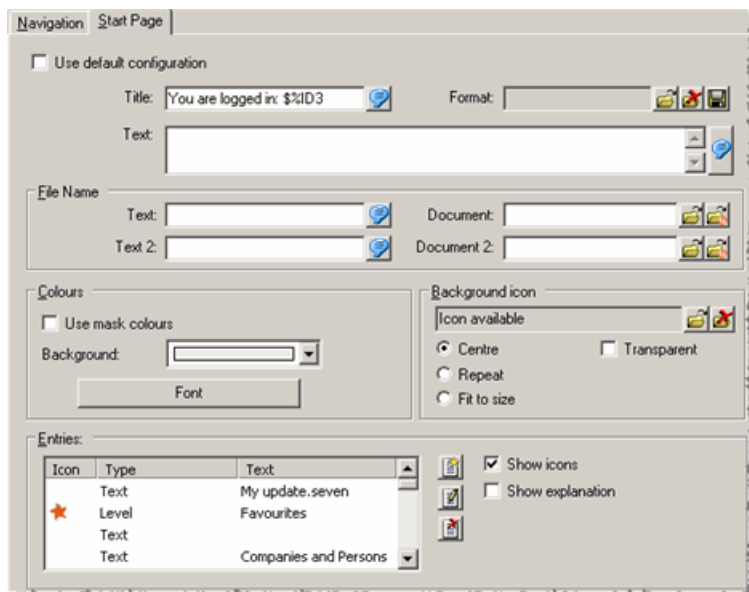 Navigation Start Page
Use default configuration
Title: You are logged in: $%ID3 Format:
Text:
File Name
Text: Document:
Text 2: Document 2:
Colours Background icon
Use mask colours Icon available
Background: Centre Transparent
Repeat
Font
Fit to size
Entries:
Icon Type Text Show icons
Text My update.seven Show explanation
Level Favourites
Text
Text Companies and Persons